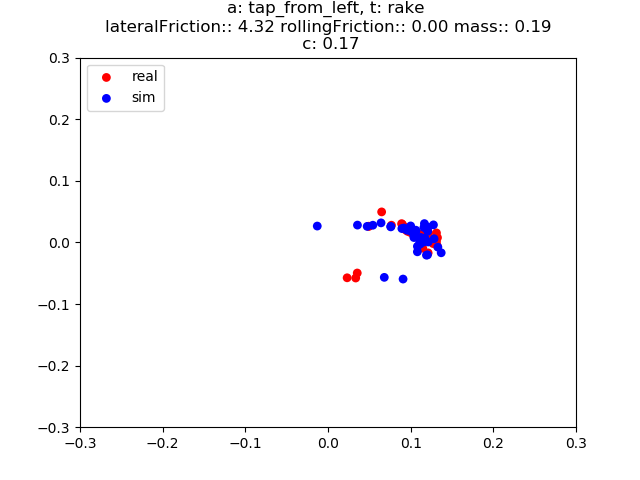 a: tap_from_left, t: rake
lateralFriction:: 4.32 rollingFriction:: 0.00 mass:: 0.19
c: 0.17
real
sim
0.3
0.2
0.1
0.0
−0.1
−0.2
−0.3
−0.3 −0.2 −0.1 0.0 0.1 0.2 0.3